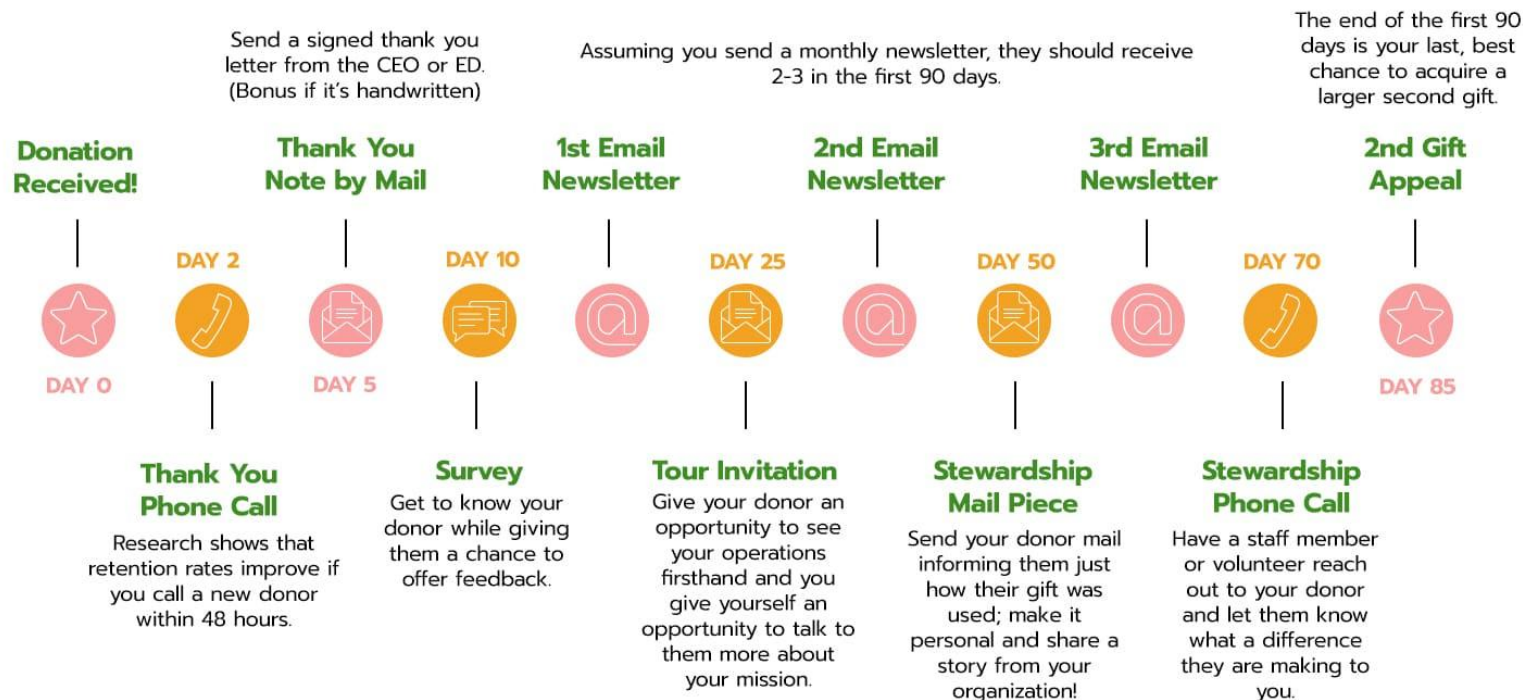 Send a signed thank you
letter from the CEO or ED.
(Bonus if it's handwritten)
Assuming you send a monthly newsletter, they should receive
2-3 in the first 90 days.
The end of the first 90
days is your last, best
chance to acquire a
larger second gift.
Donation
Received!
Thank You
Note by Mail
1st Email
Newsletter
2nd Email
Newsletter
3rd Email
Newsletter
2nd Gift
Appeal
DAY 2
DAY 10
DAY 25
DAY 50
DAY 70
DAY 0
DAY 5
DAY 85
Thank You
Phone Call
Research shows that
retention rates improve if
you call a new donor
within 48 hours.
Survey
Get to know your
donor while giving
them a chance to
offer feedback.
Tour Invitation
Give your donor an
opportunity to see
your operations
firsthand and you
give yourself an
opportunity to talk to
them more about
your mission.
Stewardship
Mail Piece
Send your donor mail
informing them just
how their gift was
used; make it
personal and share a
story from your
organization!
Stewardship
Phone Call
Have a staff member
or volunteer reach
out to your donor
and let them know
what a difference
they are making to
you.